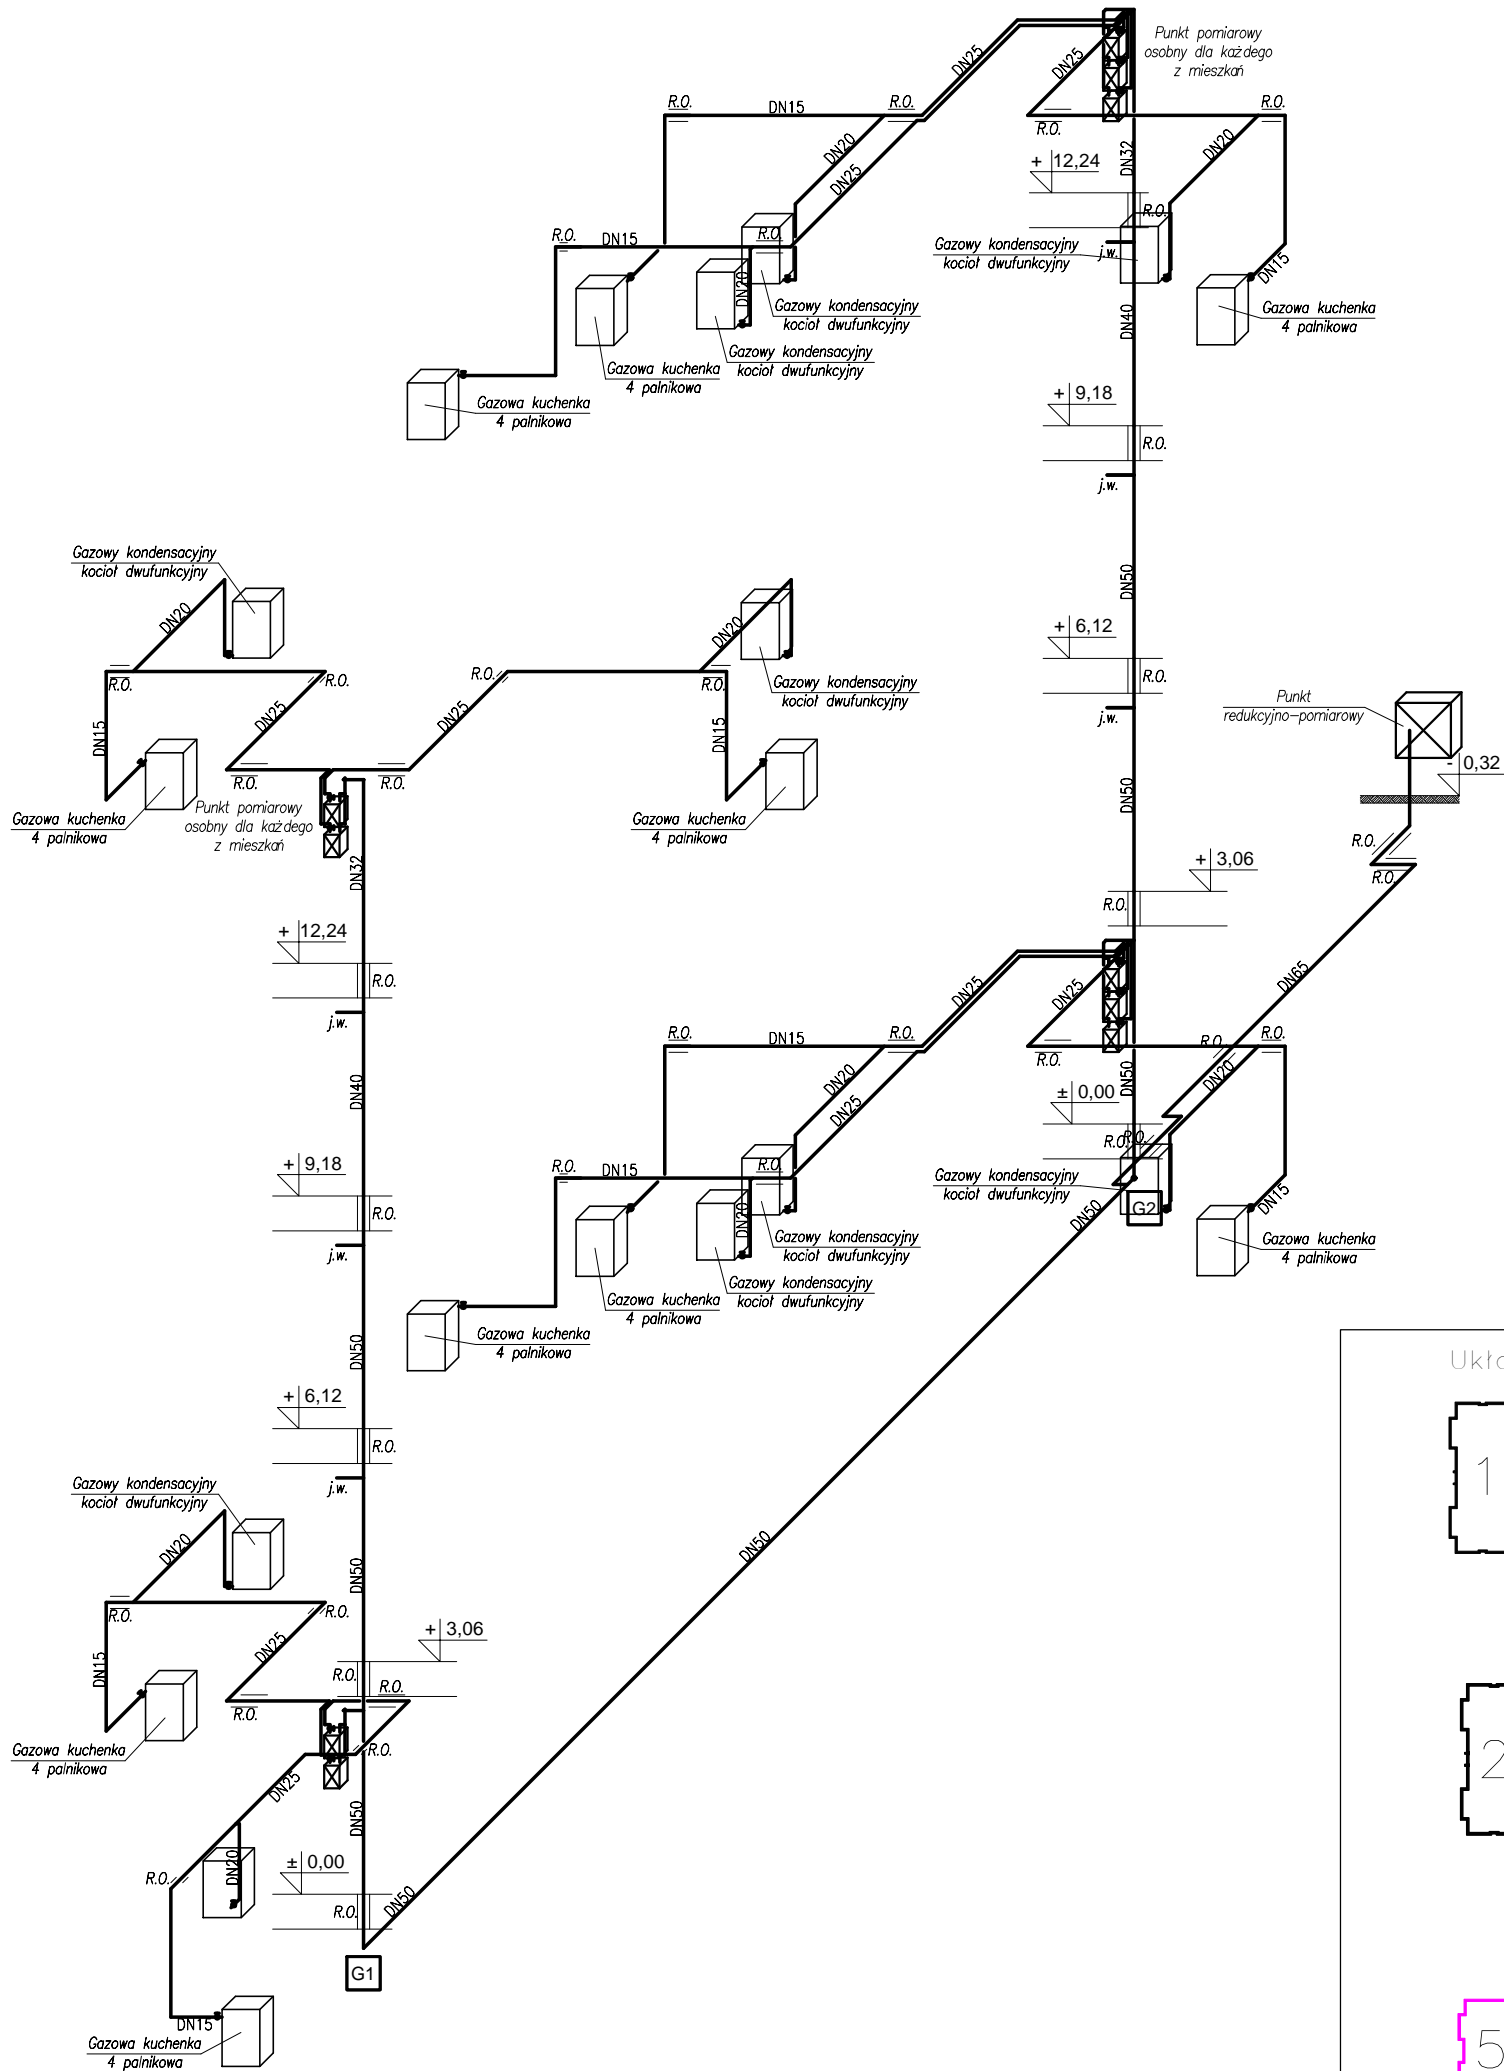 Punkt pomiarowy
osobny dla każdego
z mieszkań
DN25
DN25
R.O.
DN15
R.O.
R.O.
R.O.
DN20
DN25
DN32
DN20
+ 12,24
R.O.
R.O.
DN15
R.O.
Gazowy kondensacyjny
kocioł dwufunkcyjny
j.w.
DN20
DN15
Gazowy kondensacyjny
kocioł dwufunkcyjny
DN40
Gazowa kuchenka
4 palnikowa
Gazowy kondensacyjny
kocioł dwufunkcyjny
Gazowa kuchenka
4 palnikowa
Gazowa kuchenka
4 palnikowa
+ 9,18
R.O.
j.w.
DN50
Gazowy kondensacyjny
kocioł dwufunkcyjny
DN20
R.O.
R.O.
DN25
DN15
R.O.
R.O.
DN25
R.O.
DN20
R.O.
Gazowy kondensacyjny
kocioł dwufunkcyjny
DN15
+ 6,12
R.O.
j.w.
Punkt
redukcyjno-pomiarowy
- 0,32
DN50
Gazowa kuchenka
4 palnikowa
Punkt pomiarowy
osobny dla każdego
z mieszkań
Gazowa kuchenka
4 palnikowa
R.O.
R.O.
DN32
+ 3,06
R.O.
+ 12,24
R.O.
j.w.
DN65
DN25
DN25
R.O.
DN15
R.O.
R.O.
R.O.
R.O.
DN20
DN25
DN50
DN20
DN40
± 0,00
R.O.
R.O.
+ 9,18
R.O.
j.w.
R.O.
DN15
R.O.
Gazowy kondensacyjny
kocioł dwufunkcyjny
DN20
DN50
G2
DN15
Gazowy kondensacyjny
kocioł dwufunkcyjny
Gazowa kuchenka
4 palnikowa
Gazowy kondensacyjny
kocioł dwufunkcyjny
Gazowa kuchenka
4 palnikowa
Gazowa kuchenka
4 palnikowa
DN50
+ 6,12
R.O.
j.w.
Gazowy kondensacyjny
kocioł dwufunkcyjny
DN20
R.O.
R.O.
DN25
DN15
DN50
DN50
+ 3,06
R.O.
R.O.
R.O.
R.O.
Gazowa kuchenka
4 palnikowa
DN25
DN50
DN20
R.O.
± 0,00
R.O.
DN50
G1
DN15
Gazowa kuchenka
4 palnikowa
1
2
5